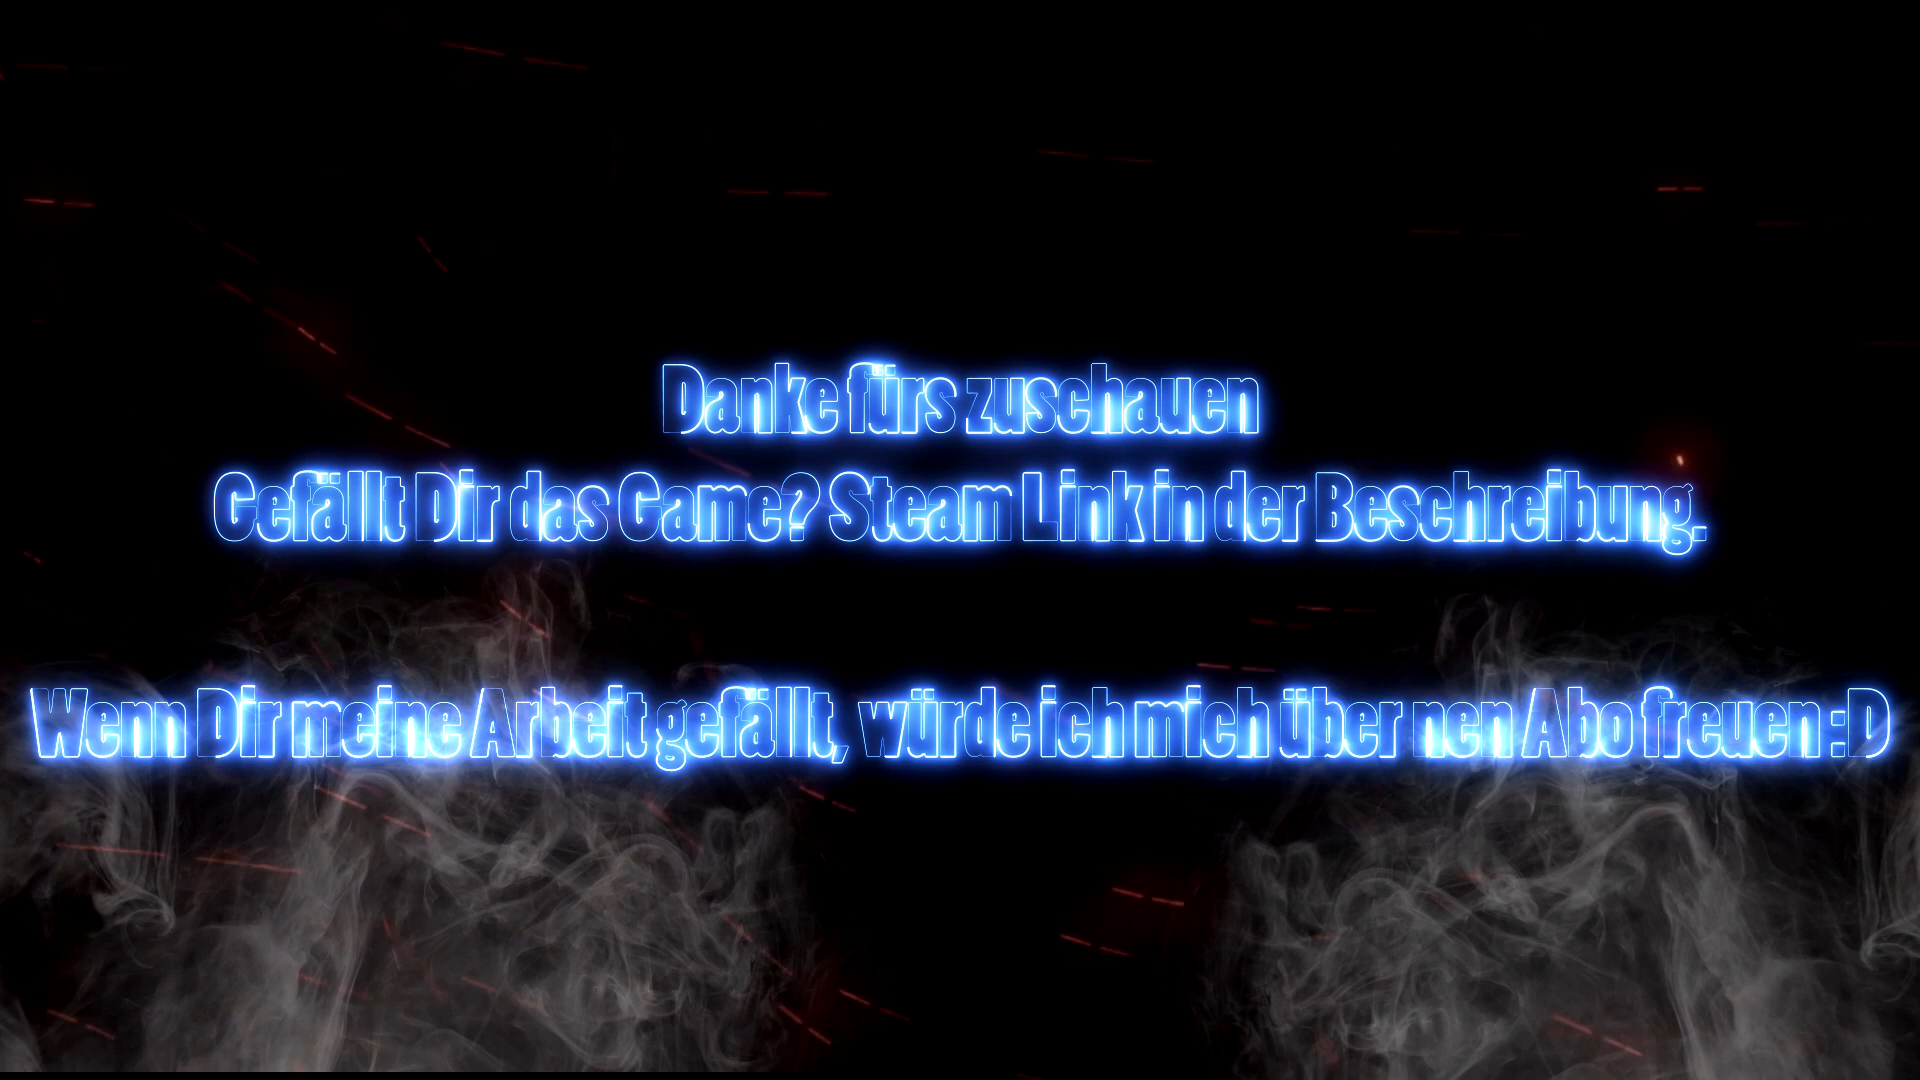 Danke fürs zuschauen
Gefällt Dir das Game? Steam Link in der Beschreibung.
Wenn Dir meine Arbeit gefällt, würde ich mich über nen Abo freuen :D